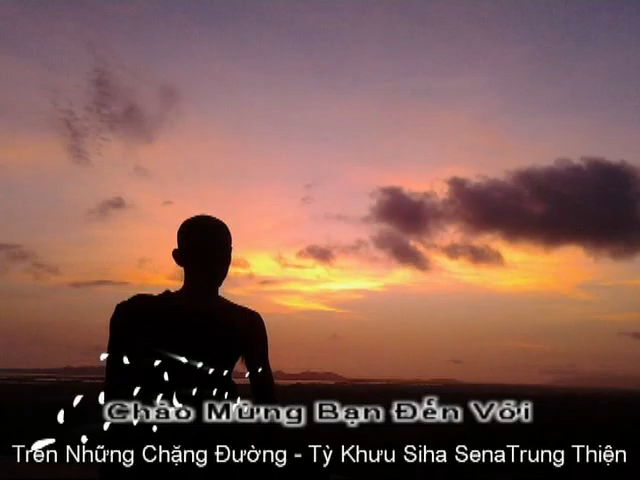 Chào Mừng Bạn Đến Với
Trên Những Chặng Đường - Tỳ Khưu Siha SenaTrung Thiện